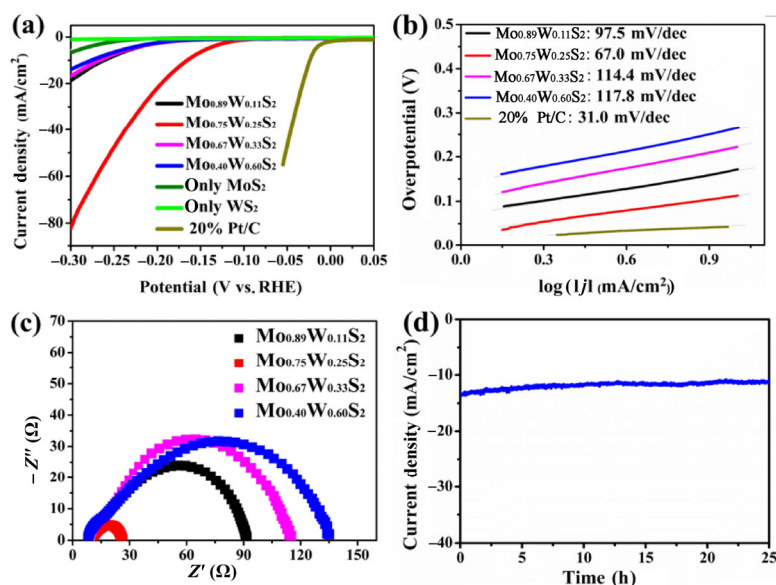 (a)
0
−20
−40
−60
−80
−0.30
−0.25
−0.20
−0.15
−0.10
−0.05
0.00
0.05
Current density (mA/cm²)
Potential (V vs. RHE)
Mo0.89W0.11S2
Mo0.75W0.25S2
Mo0.67W0.33S2
Mo0.40W0.60S2
Only MoS2
Only WS2
20% Pt/C
(b)
0.5
0.4
0.3
0.2
0.1
0.0
0.0
0.3
0.6
0.9
Overpotential (V)
log (|j| (mA/cm²)
Mo0.89W0.11S2: 97.5 mV/dec
Mo0.75W0.25S2: 67.0 mV/dec
Mo0.67W0.33S2: 114.4 mV/dec
Mo0.40W0.60S2: 117.8 mV/dec
20% Pt/C: 31.0 mV/dec
(c)
70
60
50
40
30
20
10
0
0
30
60
90
120
150
−Z″ (Ω)
Z′ (Ω)
Mo0.89W0.11S2
Mo0.75W0.25S2
Mo0.67W0.33S2
Mo0.40W0.60S2
(d)
0
−10
−20
−30
−40
0
5
10
15
20
25
Current density (mA/cm²)
Time (h)